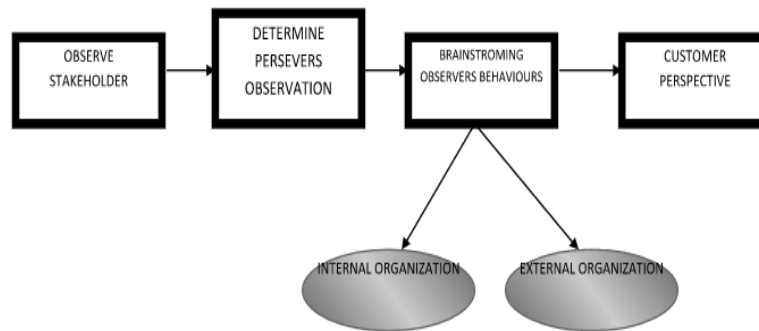 OBSERVE
STAKEHOLDER
DETERMINE
PERSEVERS
OBSERVATION
BRAINSTROMING
OBSERVERS BEHAVIOURS
CUSTOMER
PERSPECTIVE
INTERNAL ORGANIZATION
EXTERNAL ORGANIZATION